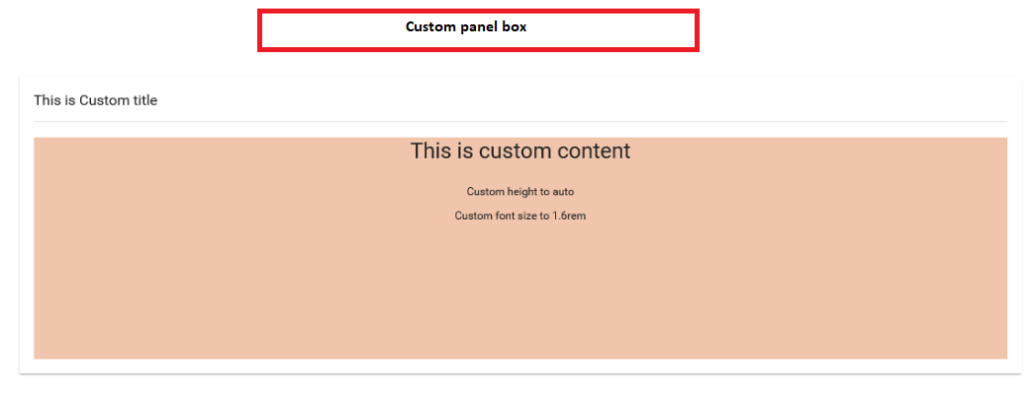 Custom panel box
This is Custom title
This is custom content
Custom height to auto
Custom font size to 1.6rem